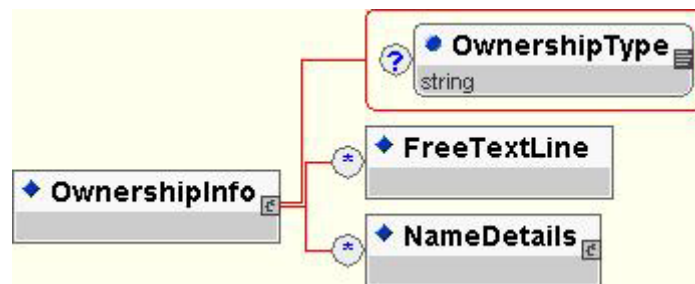 ?
OwnershipType
string
*
FreeTextLine
OwnershipInfo
*
NameDetails